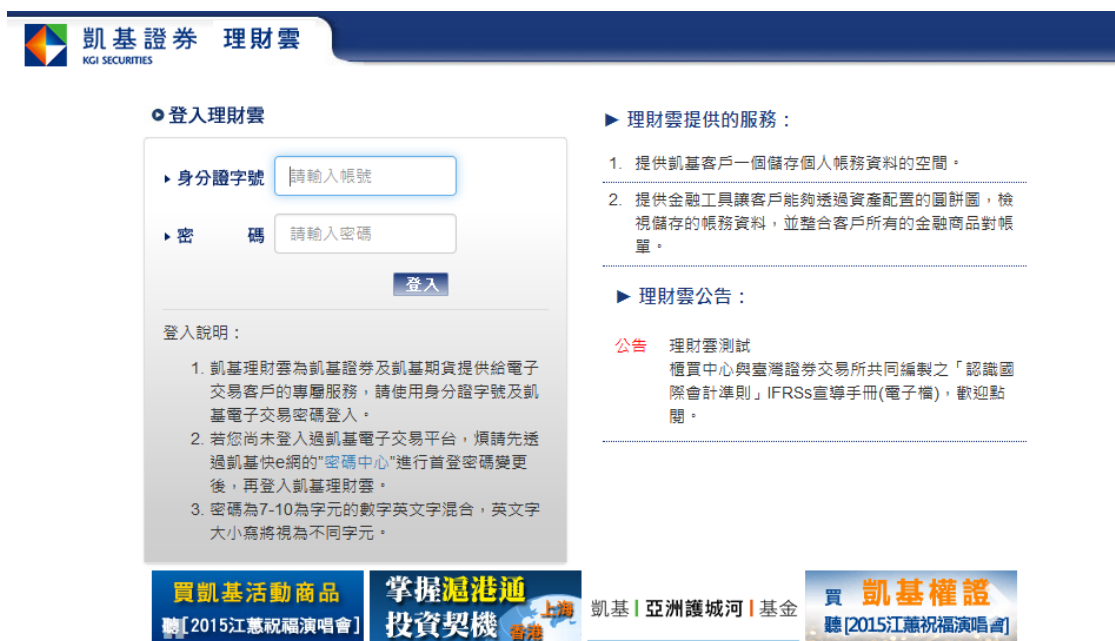 凱基證券 理財雲
KGI SECURITIES
登入理財雲
身分證字號 請輸入帳號
密 碼 請輸入密碼
登入
登入說明：
1. 凱基理財雲為凱基證券及凱基期貨提供給電子
交易客戶的專屬服務，請使用身分證字號及凱
基電子交易密碼登入。
2. 若您尚未登入過凱基電子交易平台，煩請先透
過凱基快e網的"密碼中心"進行首登密碼變更
後，再登入凱基理財雲。
3. 密碼為7-10為字元的數字英文字混合，英文字
大小寫將視為不同字元。
▶ 理財雲提供的服務：
1. 提供凱基客戶一個儲存個人帳務資料的空間。
2. 提供金融工具讓客戶能夠透過資產配置的圓餅圖，檢
視儲存的帳務資料，並整合客戶所有的金融商品對帳
單。
▶ 理財雲公告：
公告 理財雲測試
櫃買中心與臺灣證券交易所共同編製之「認識國
際會計準則」IFRSs宣導手冊(電子檔)，歡迎點
閱。
買凱基活動商品
聽[2015江蕙祝福演唱會]
掌握滬港通
投資契機
上海
香港
凱基 | 亞洲護城河 | 基金
買 凱基權證
聽[2015江蕙祝福演唱會]